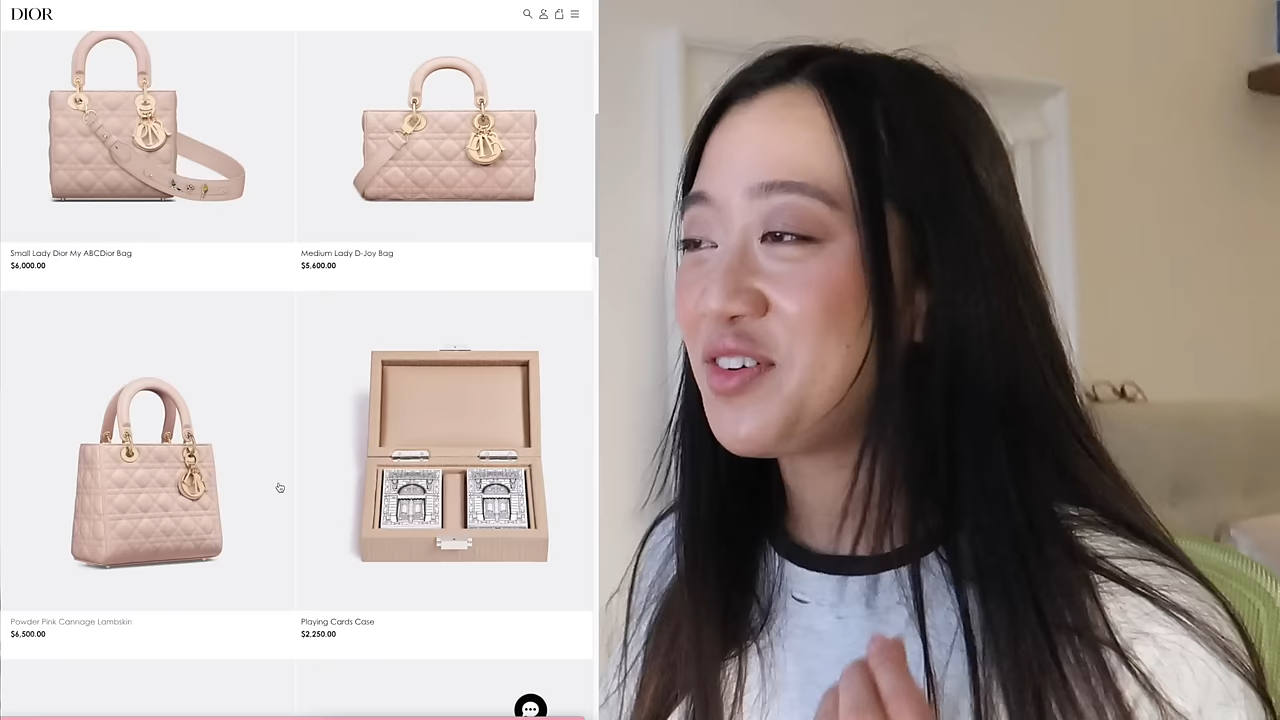 DIOR
Small Lady Dior My ABCDior Bag
$6,000.00
Medium Lady D-Joy Bag
$5,600.00
Powder Pink Cannage Lambskin
$6,500.00
Playing Cards Case
$2,250.00